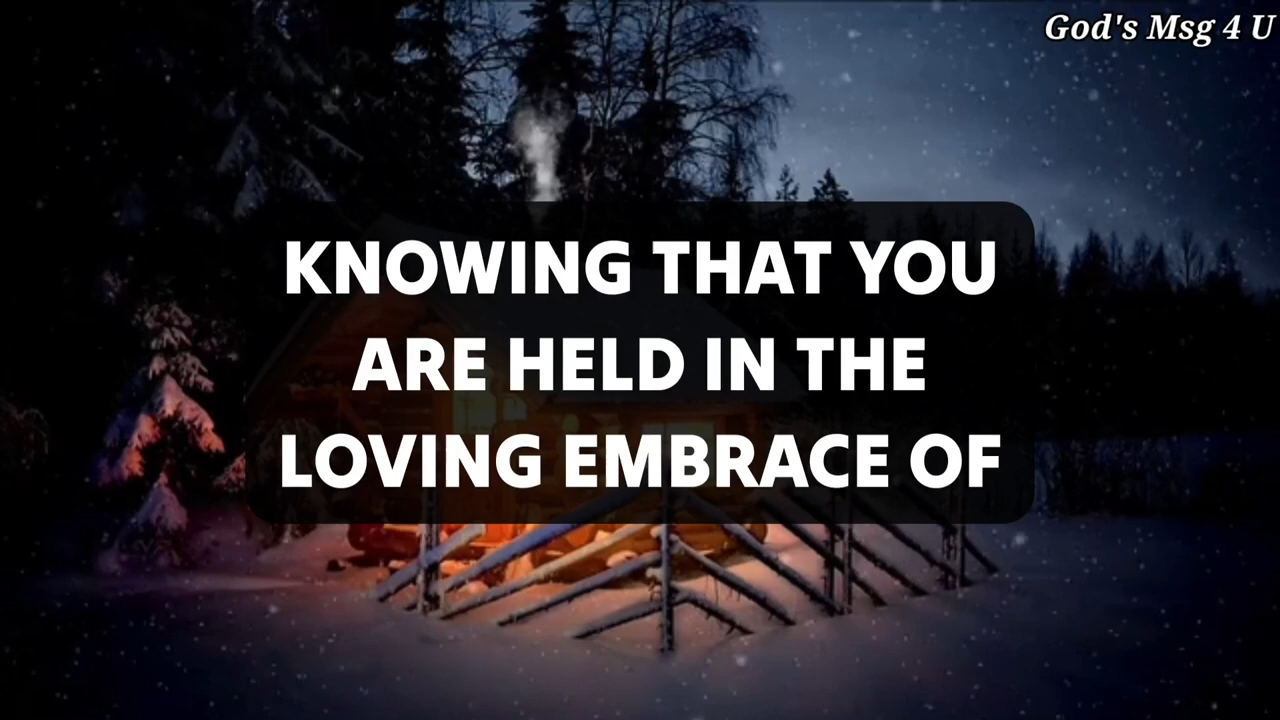 God's Msg 4 U
KNOWING THAT YOU
ARE HELD IN THE
LOVING EMBRACE OF